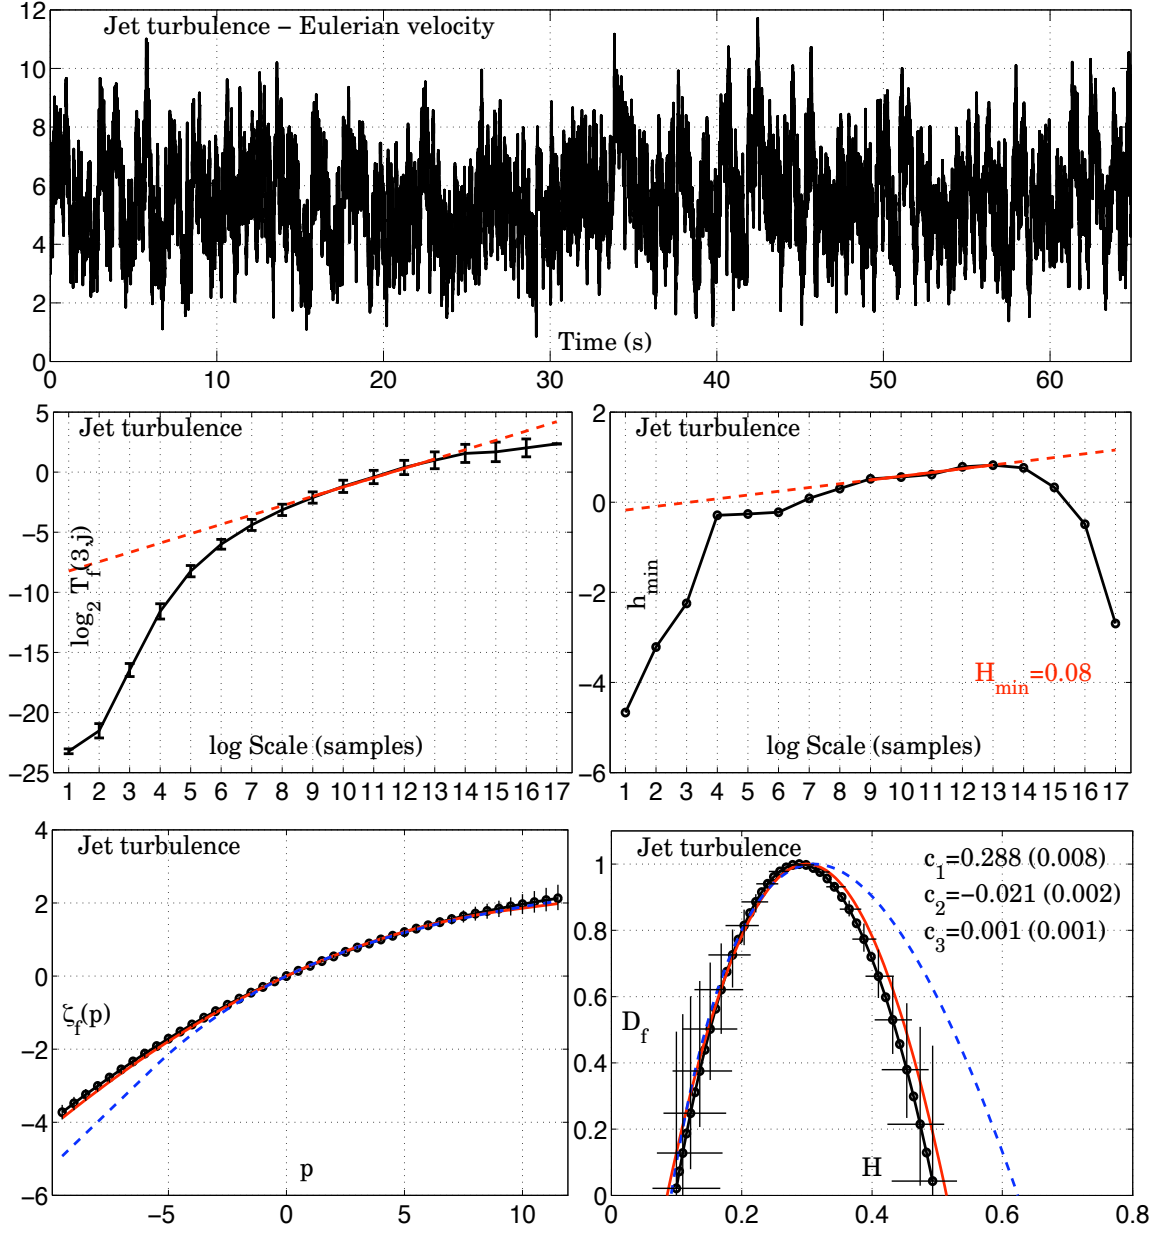 Jet turbulence – Eulerian velocity
12
10
8
6
4
2
0
0 10 20 30 40 50 60
Time (s)
Jet turbulence
5
0
−5
−10
−15
−20
−25
log₂ T_f(3,j)
log Scale (samples)
1 2 3 4 5 6 7 8 9 10 11 12 13 14 15 16 17
Jet turbulence
2
0
−2
−4
−6
h_min
H_min=0.08
log Scale (samples)
1 2 3 4 5 6 7 8 9 10 11 12 13 14 15 16 17
Jet turbulence
4
2
0
−2
−4
−6
ζ_f(p)
p
−5 0 5 10
Jet turbulence
c₁=0.288 (0.008)
c₂=−0.021 (0.002)
c₃=0.001 (0.001)
1
0.8
0.6
0.4
0.2
0
D_f
H
0 0.2 0.4 0.6 0.8